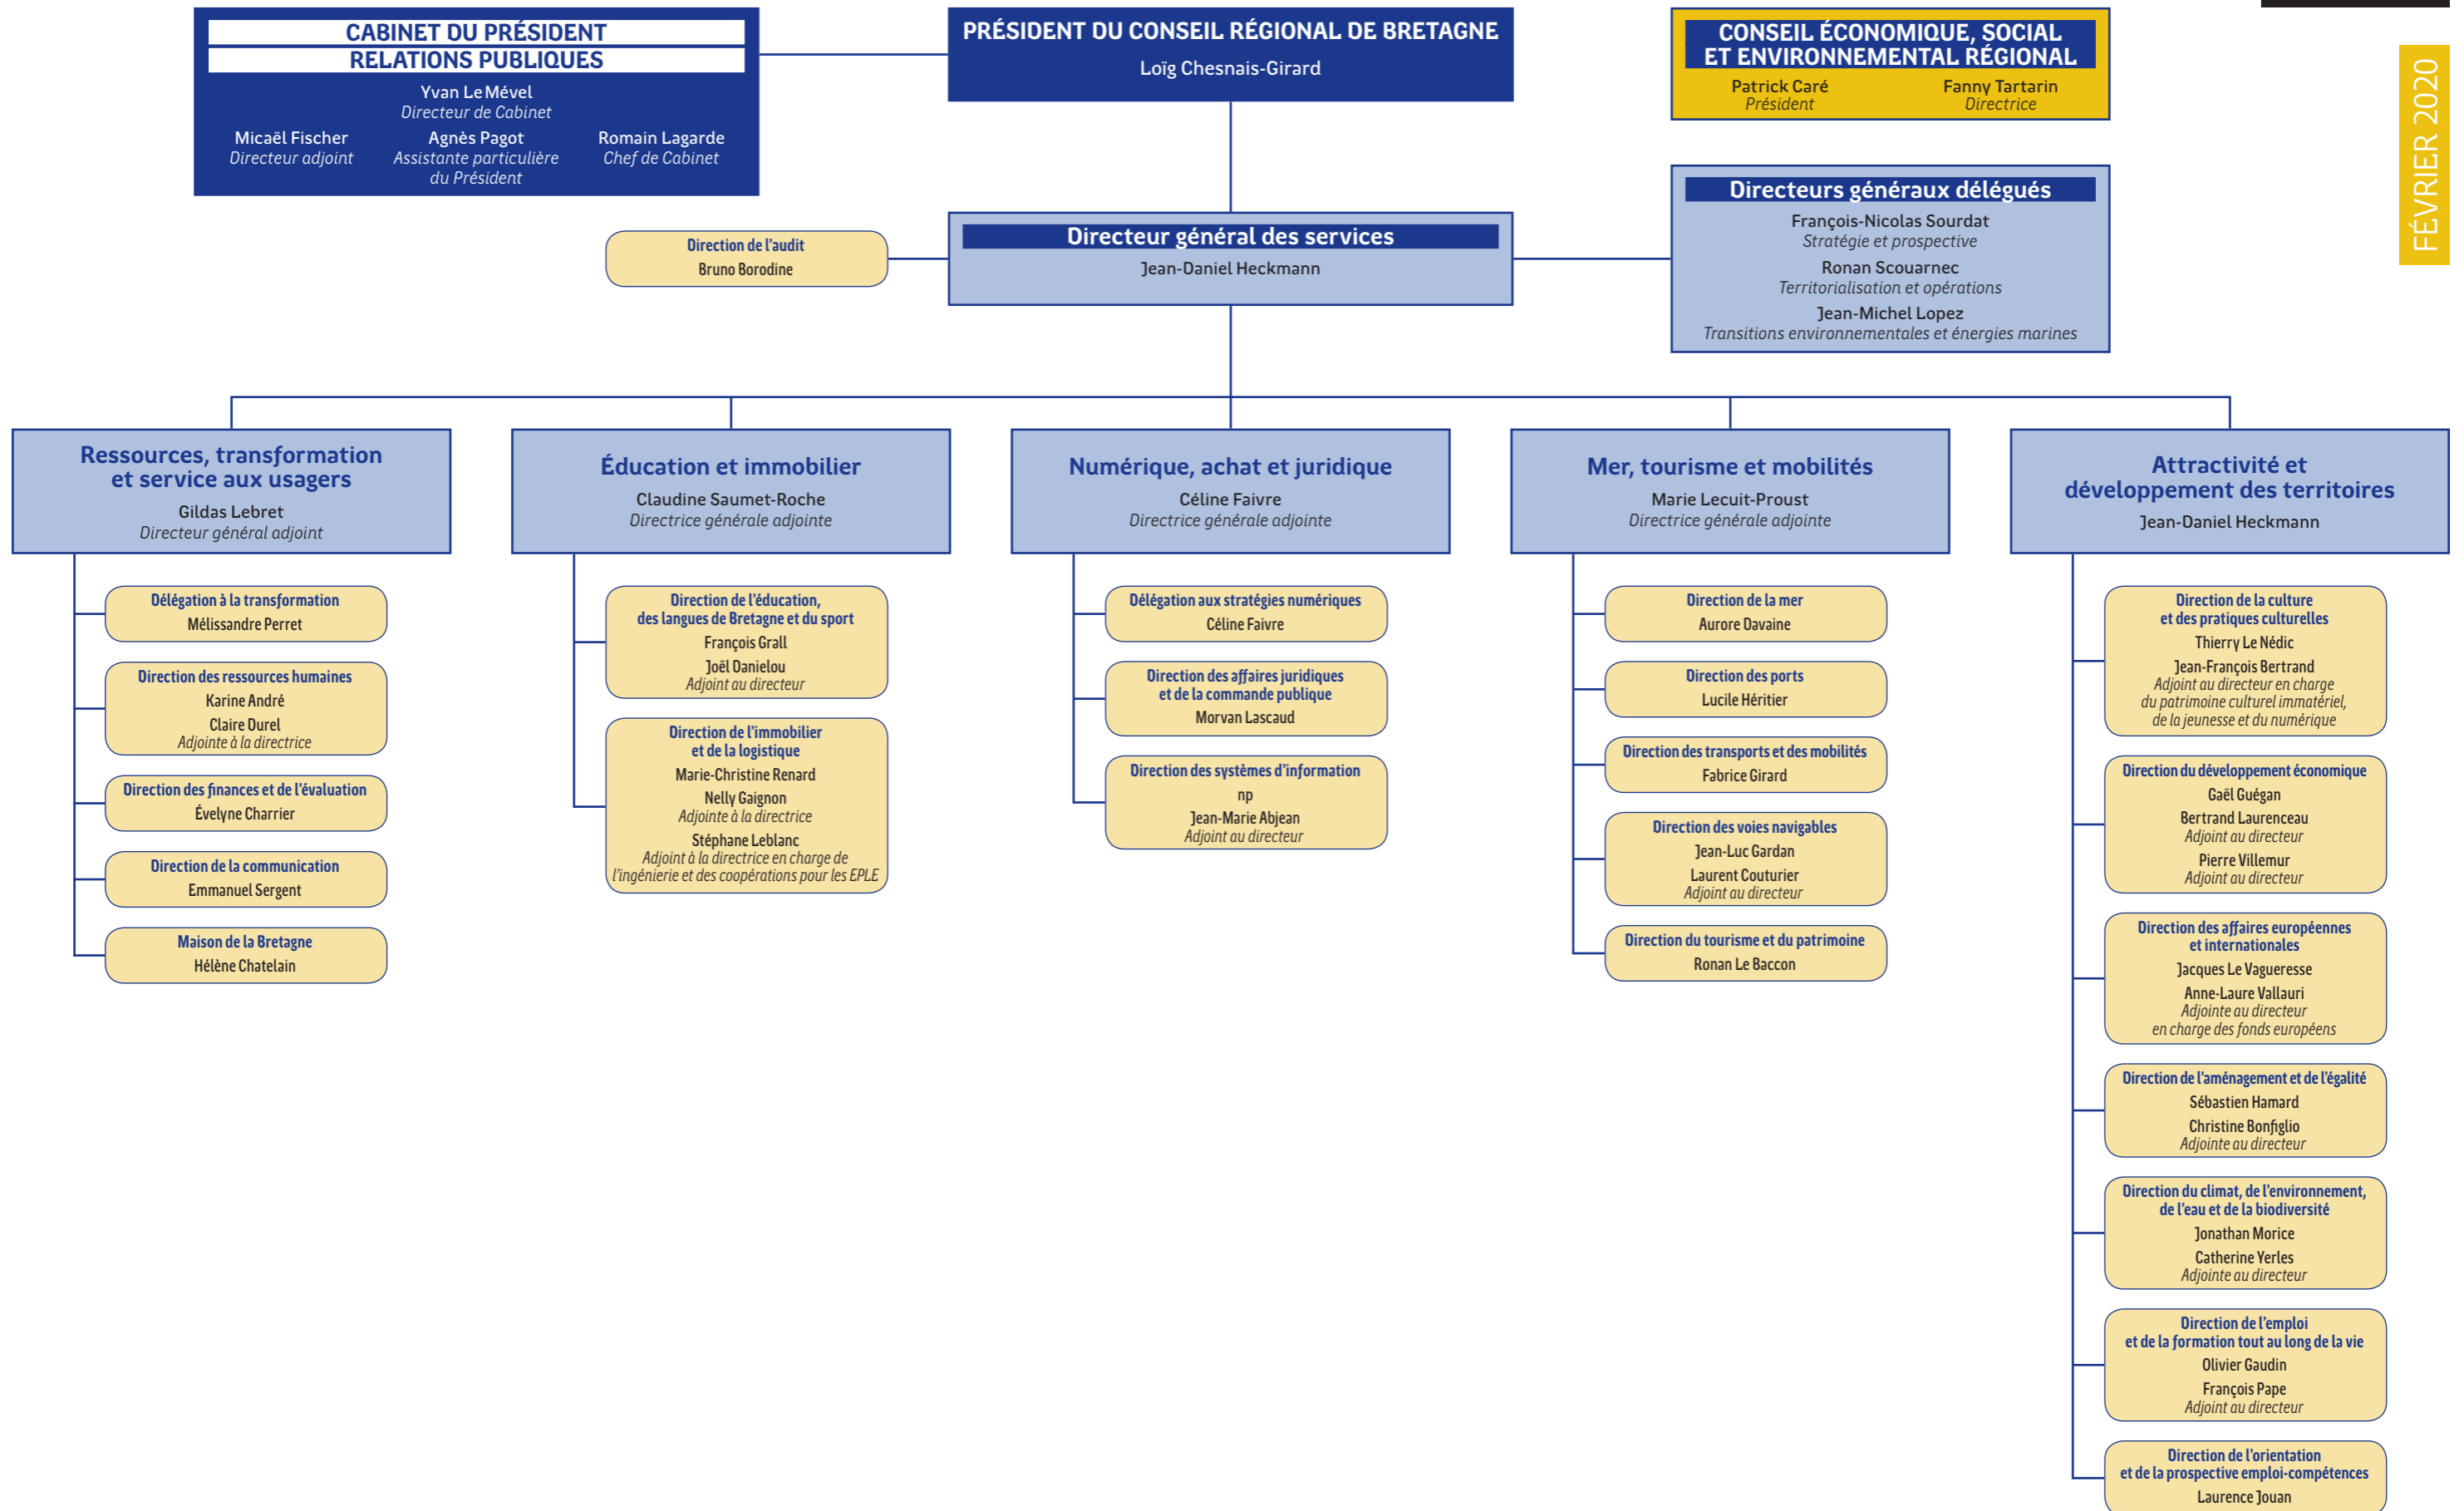 CABINET DU PRÉSIDENT
RELATIONS PUBLIQUES
Yvan Le Mével
Directeur de Cabinet
Micaël Fischer
Directeur adjoint
Agnès Pagot
Assistante particulière
du Président
Romain Lagarde
Chef de Cabinet
PRÉSIDENT DU CONSEIL RÉGIONAL DE BRETAGNE
Loïg Chesnais-Girard
CONSEIL ÉCONOMIQUE, SOCIAL
ET ENVIRONNEMENTAL RÉGIONAL
Patrick Caré
Président
Fanny Tartarin
Directrice
FÉVRIER 2020
Direction de l'audit
Bruno Borodine
Directeur général des services
Jean-Daniel Heckmann
Directeurs généraux délégués
François-Nicolas Sourdat
Stratégie et prospective
Ronan Scouarnec
Territorialisation et opérations
Jean-Michel Lopez
Transitions environnementales et énergies marines
Ressources, transformation
et service aux usagers
Gildas Lebret
Directeur général adjoint
Délégation à la transformation
Mélissandre Perret
Direction des ressources humaines
Karine André
Claire Durel
Adjointe à la directrice
Direction des finances et de l'évaluation
Évelyne Charrier
Direction de la communication
Emmanuel Sergent
Maison de la Bretagne
Hélène Chatelain
Éducation et immobilier
Claudine Saumet-Roche
Directrice générale adjointe
Direction de l'éducation,
des langues de Bretagne et du sport
François Grall
Joël Danielou
Adjoint au directeur
Direction de l'immobilier
et de la logistique
Marie-Christine Renard
Nelly Gaignon
Adjointe à la directrice
Stéphane Leblanc
Adjoint à la directrice en charge de
l'ingénierie et des coopérations pour les EPLE
Numérique, achat et juridique
Céline Faivre
Directrice générale adjointe
Délégation aux stratégies numériques
Céline Faivre
Direction des affaires juridiques
et de la commande publique
Morvan Lascaud
Direction des systèmes d'information
np
Jean-Marie Abjean
Adjoint au directeur
Mer, tourisme et mobilités
Marie Lecuit-Proust
Directrice générale adjointe
Direction de la mer
Aurore Davaine
Direction des ports
Lucile Héritier
Direction des transports et des mobilités
Fabrice Girard
Direction des voies navigables
Jean-Luc Gardan
Laurent Couturier
Adjoint au directeur
Direction du tourisme et du patrimoine
Ronan Le Baccon
Attractivité et
développement des territoires
Jean-Daniel Heckmann
Direction de la culture
et des pratiques culturelles
Thierry Le Nédic
Jean-François Bertrand
Adjoint au directeur en charge
du patrimoine culturel immatériel,
de la jeunesse et du numérique
Direction du développement économique
Gaël Guégan
Bertrand Laurenceau
Adjoint au directeur
Pierre Villemur
Adjoint au directeur
Direction des affaires européennes
et internationales
Jacques Le Vagueresse
Anne-Laure Vallauri
Adjointe au directeur
en charge des fonds européens
Direction de l'aménagement et de l'égalité
Sébastien Hamard
Christine Bonfiglio
Adjointe au directeur
Direction du climat, de l'environnement,
de l'eau et de la biodiversité
Jonathan Morice
Catherine Yerles
Adjointe au directeur
Direction de l'emploi
et de la formation tout au long de la vie
Olivier Gaudin
François Pape
Adjoint au directeur
Direction de l'orientation
et de la prospective emploi-compétences
Laurence Jouan